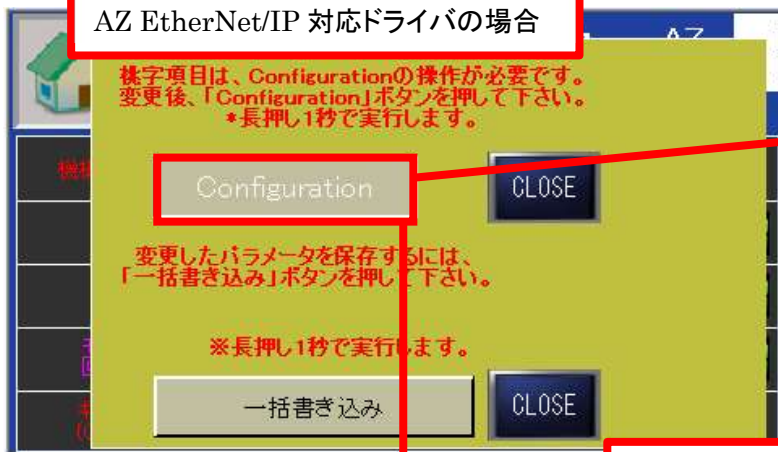 AZ EtherNet/IP 対応ドライバの場合
AZ
桃字項目は、Configurationの操作が必要です。
変更後、「Configuration」ボタンを押して下さい。
*長押し1秒で実行します。
Configuration
CLOSE
変更したパラメータを保存するには、
「一括書き込み」ボタンを押して下さい。
※長押し1秒で実行します。
一括書き込み
CLOSE